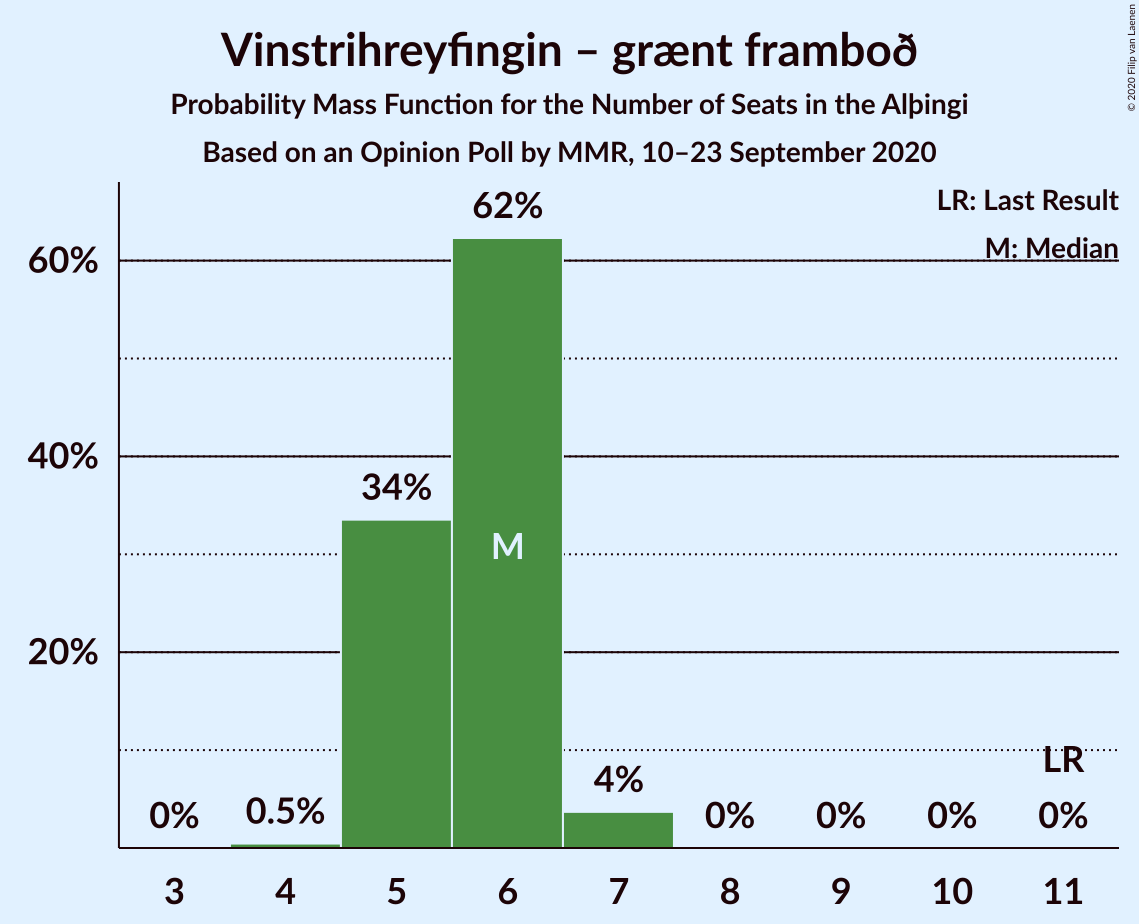 Vinstrihreyfingin – grænt framboð
Probability Mass Function for the Number of Seats in the Alþingi
Based on an Opinion Poll by MMR, 10–23 September 2020
© 2020 Filip van Laenen
LR: Last Result
M: Median
62%
60%
40%
34%
M
20%
LR
4%
0%
0.5%
0%
0%
0%
0%
3
4
5
6
7
8
9
10
11